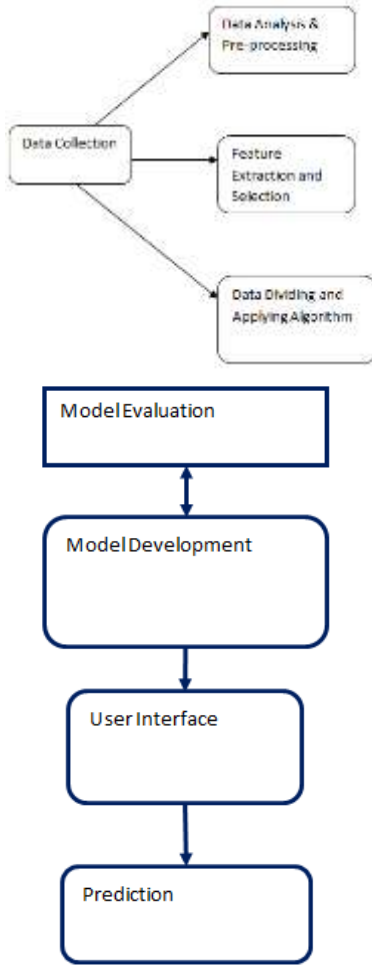 Data Analysis &
Pre-processing
Data Collection
Feature
Extraction and
Selection
Data Dividing and
Applying Algorithm
Model Evaluation
Model Development
User Interface
Prediction